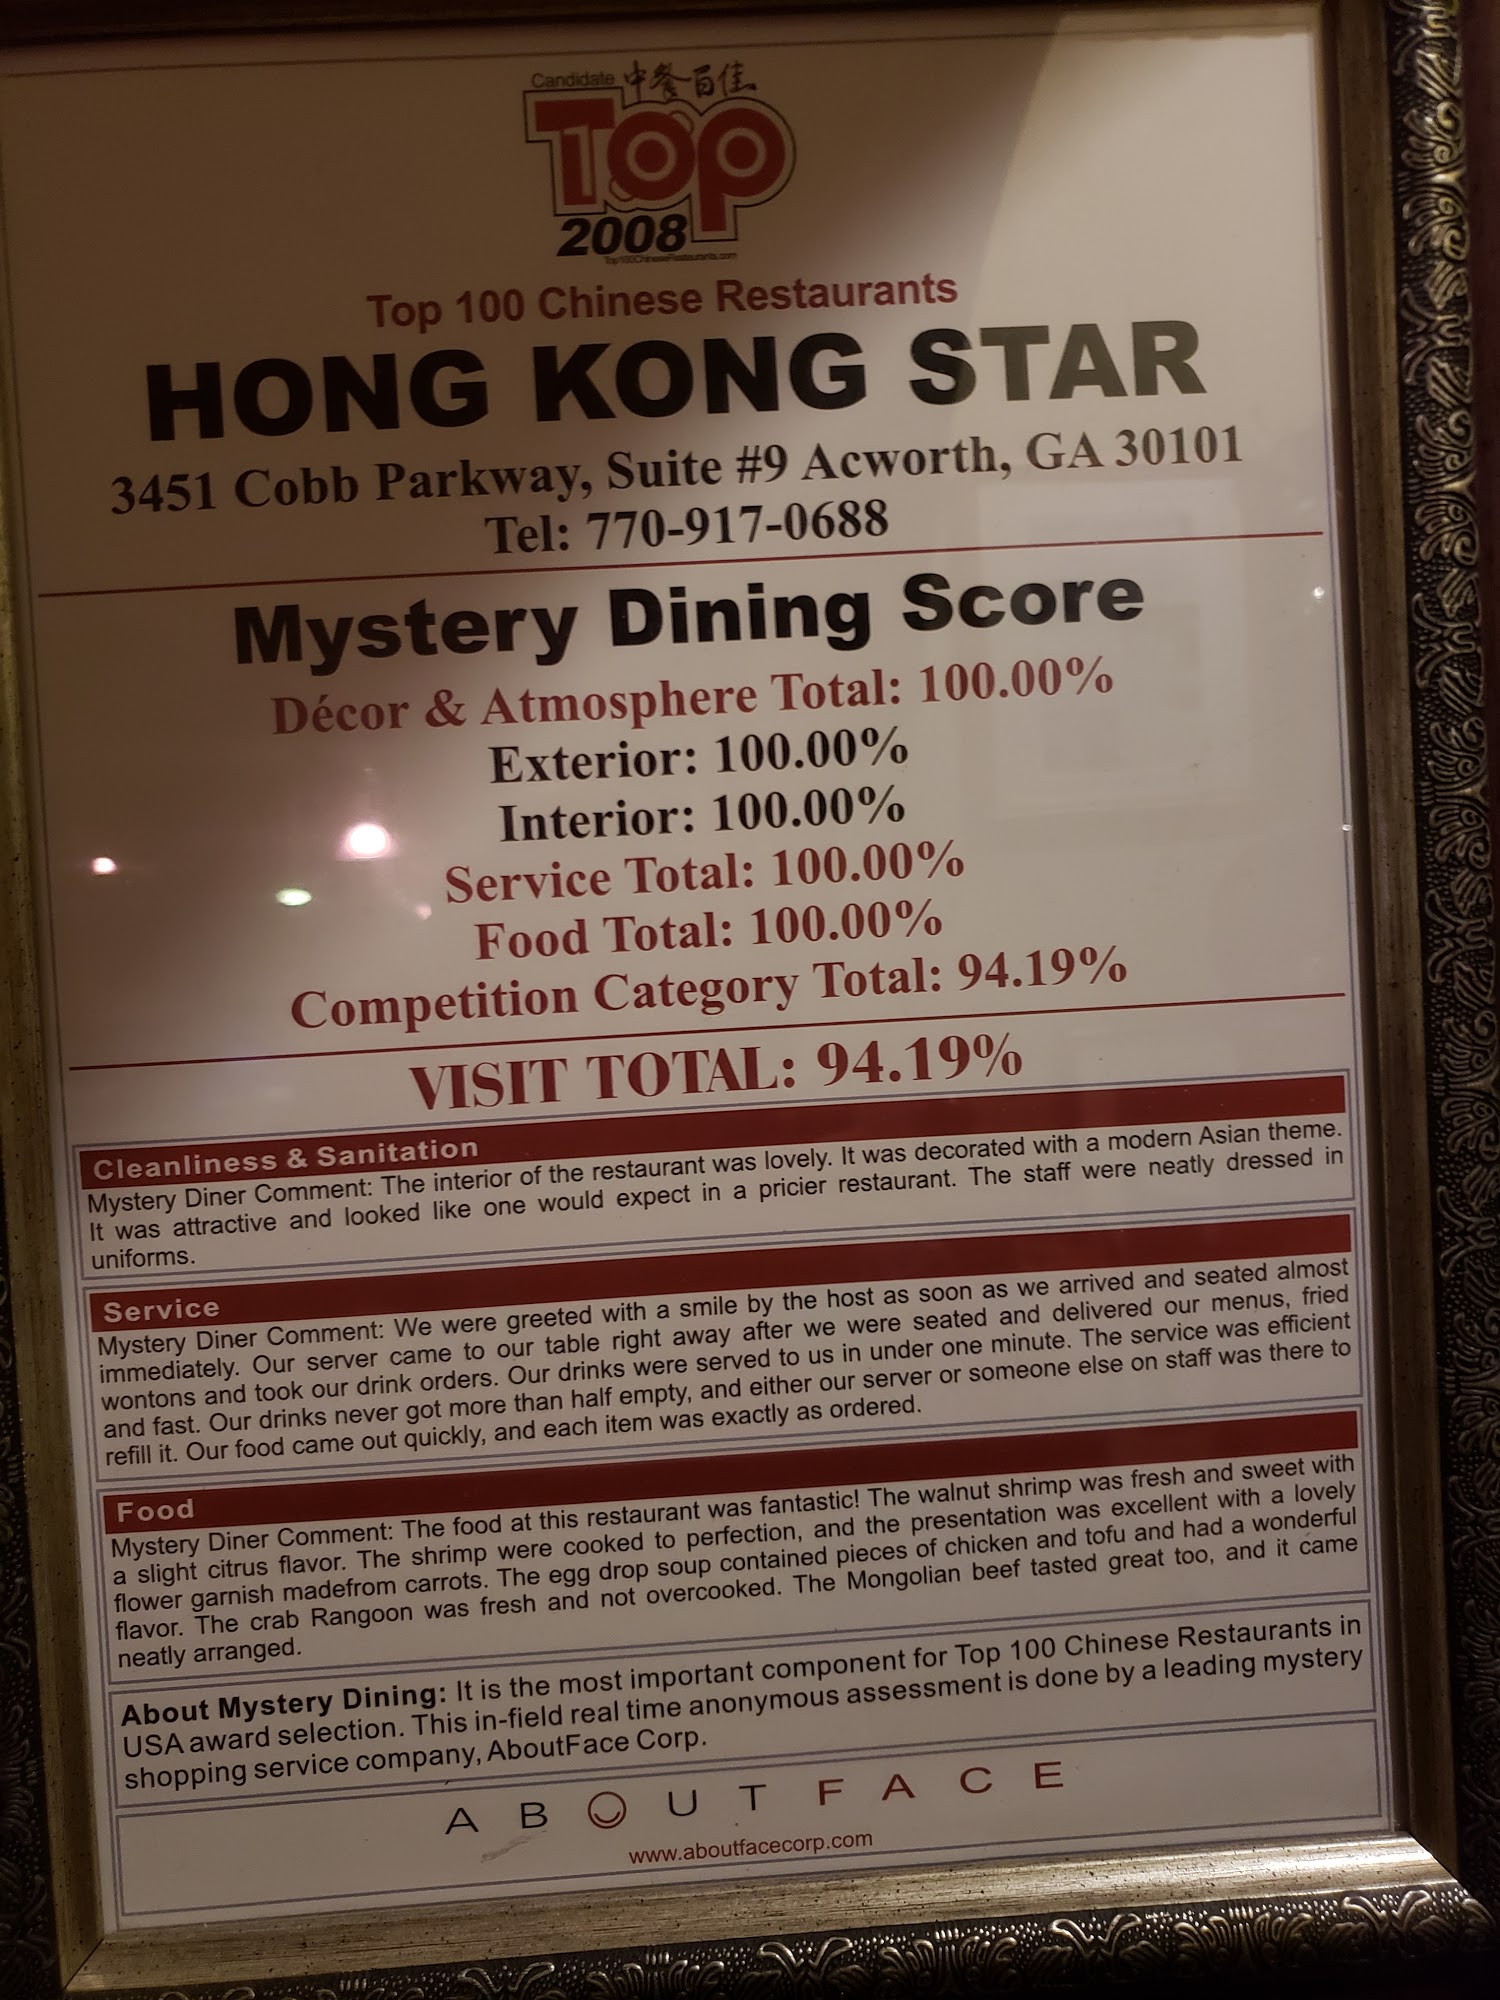 Candidate 中餐百佳
Top
100
2008
Top100ChineseRestaurants.com
Top 100 Chinese Restaurants
HONG KONG STAR
3451 Cobb Parkway, Suite #9 Acworth, GA 30101
Tel: 770-917-0688
Mystery Dining Score
Décor & Atmosphere Total: 100.00%
Exterior: 100.00%
Interior: 100.00%
Service Total: 100.00%
Food Total: 100.00%
Competition Category Total: 94.19%
VISIT TOTAL: 94.19%
Cleanliness & Sanitation
Mystery Diner Comment: The interior of the restaurant was lovely. It was decorated with a modern Asian theme.
It was attractive and looked like one would expect in a pricier restaurant. The staff were neatly dressed in
uniforms.
Service
Mystery Diner Comment: We were greeted with a smile by the host as soon as we arrived and seated almost
immediately. Our server came to our table right away after we were seated and delivered our menus, fried
wontons and took our drink orders. Our drinks were served to us in under one minute. The service was efficient
and fast. Our drinks never got more than half empty, and either our server or someone else on staff was there to
refill it. Our food came out quickly, and each item was exactly as ordered.
Food
Mystery Diner Comment: The food at this restaurant was fantastic! The walnut shrimp was fresh and sweet with
a slight citrus flavor. The shrimp were cooked to perfection, and the presentation was excellent with a lovely
flower garnish madefrom carrots. The egg drop soup contained pieces of chicken and tofu and had a wonderful
flavor. The crab Rangoon was fresh and not overcooked. The Mongolian beef tasted great too, and it came
neatly arranged.
About Mystery Dining: It is the most important component for Top 100 Chinese Restaurants in
USA award selection. This in-field real time anonymous assessment is done by a leading mystery
shopping service company, AboutFace Corp.
ABOUTFACE
www.aboutfacecorp.com